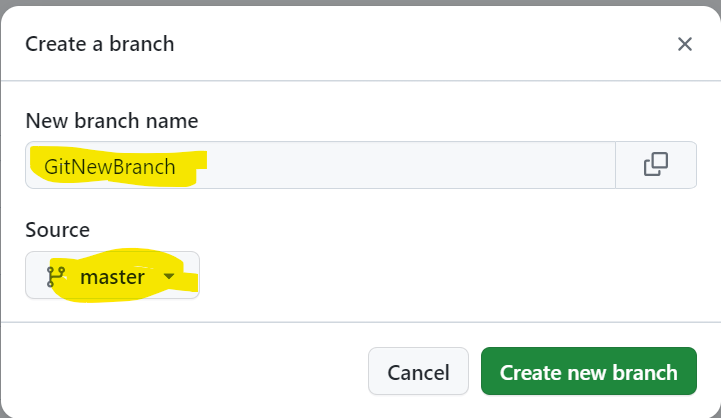 Create a branch
New branch name
GitNewBranch
Source
master
Cancel
Create new branch